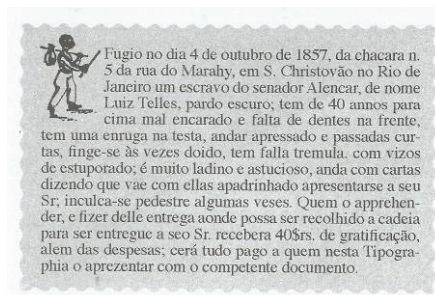 Fugio no dia 4 de outubro de 1857, da chacara n.
5 da rua do Marahy, em S. Christovão no Rio de
Janeiro um escravo do senador Alencar, de nome
Luiz Telles, pardo escuro; tem de 40 annos para
cima mal encarado e falta de dentes na frente,
tem uma enruga na testa, andar apressado e passadas cur-
tas, finge-se às vezes doido, tem falla tremula. com vizos
de estuporado; é muito ladino e astucioso, anda com cartas
dizendo que vae com ellas apadrinhado apresentarse a seu
Sr; inculca-se pedestre algumas veses. Quem o apprehen-
der, e fizer delle entrega aonde possa ser recolhido a cadeia
para ser entregue a seo Sr. recebera 40$rs. de gratificação,
alem das despesas; cerá tudo pago a quem nesta Tipogra-
phia o aprezentar com o competente documento.